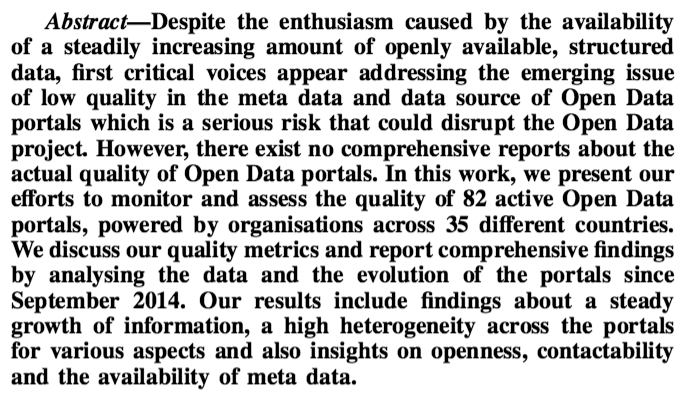 Abstract—Despite the enthusiasm caused by the availability
of a steadily increasing amount of openly available, structured
data, first critical voices appear addressing the emerging issue
of low quality in the meta data and data source of Open Data
portals which is a serious risk that could disrupt the Open Data
project. However, there exist no comprehensive reports about the
actual quality of Open Data portals. In this work, we present our
efforts to monitor and assess the quality of 82 active Open Data
portals, powered by organisations across 35 different countries.
We discuss our quality metrics and report comprehensive findings
by analysing the data and the evolution of the portals since
September 2014. Our results include findings about a steady
growth of information, a high heterogeneity across the portals
for various aspects and also insights on openness, contactability
and the availability of meta data.